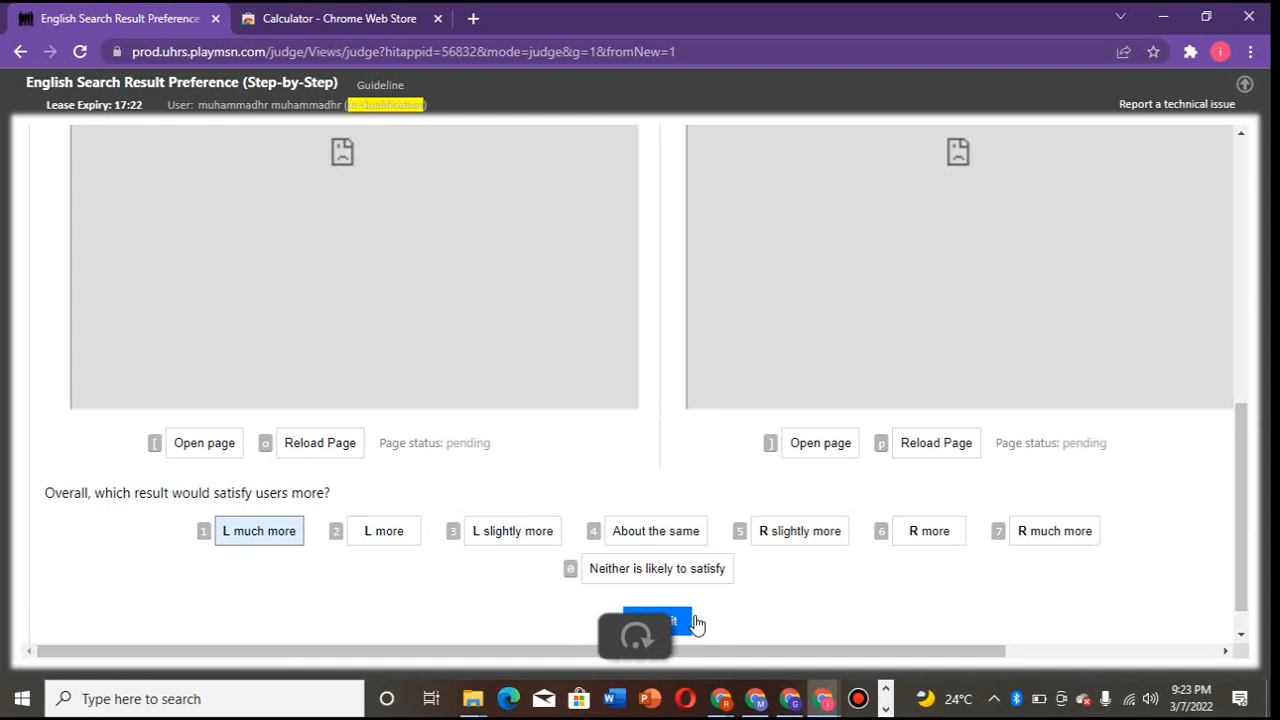 English Search Result Preference
Calculator - Chrome Web Store
prod.uhrs.playmsn.com/judge/Views/judge?hitappid=56832&mode=judge&g=1&fromNew=1
English Search Result Preference (Step-by-Step)
Guideline
Lease Expiry: 17:22
User: muhammadhr muhammadhr (In-Qualification)
Report a technical issue
[ Open page
o Reload Page
Page status: pending
] Open page
p Reload Page
Page status: pending
Overall, which result would satisfy users more?
1 L much more
2 L more
3 L slightly more
4 About the same
5 R slightly more
6 R more
7 R much more
e Neither is likely to satisfy
Type here to search
24°C
9:23 PM
3/7/2022